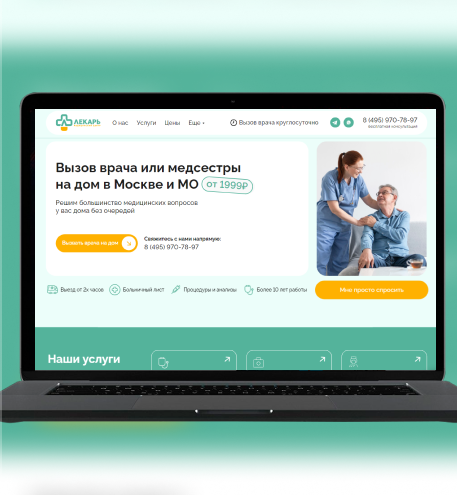 ЛЕКАРЬ
О нас Услуги Цены Еще
Вызов врача круглосуточно
8 (495) 970-78-97
БЕСПЛАТНАЯ КОНСУЛЬТАЦИЯ
Вызов врача или медсестры
на дом в Москве и МО от 1999₽
Решим большинство медицинских вопросов
у вас дома без очередей
Вызвать врача на дом
Свяжитесь с нами напрямую:
8 (495) 970-78-97
Выезд от 2х часов
Больничный лист
Процедуры и анализы
Более 10 лет работы
Мне просто спросить
Наши услуги